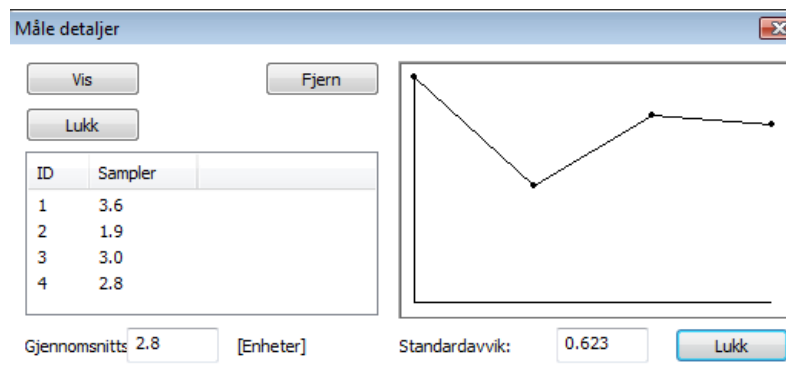 Måle detaljer
Vis Fjern
Lukk
ID Sampler
1 3.6
2 1.9
3 3.0
4 2.8
Gjennomsnitts 2.8 [Enheter] Standardavvik: 0.623 Lukk